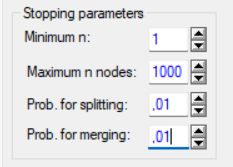 Stopping parameters
Minimum n: 1
Maximum n nodes: 1000
Prob. for splitting: ,01
Prob. for merging: ,01